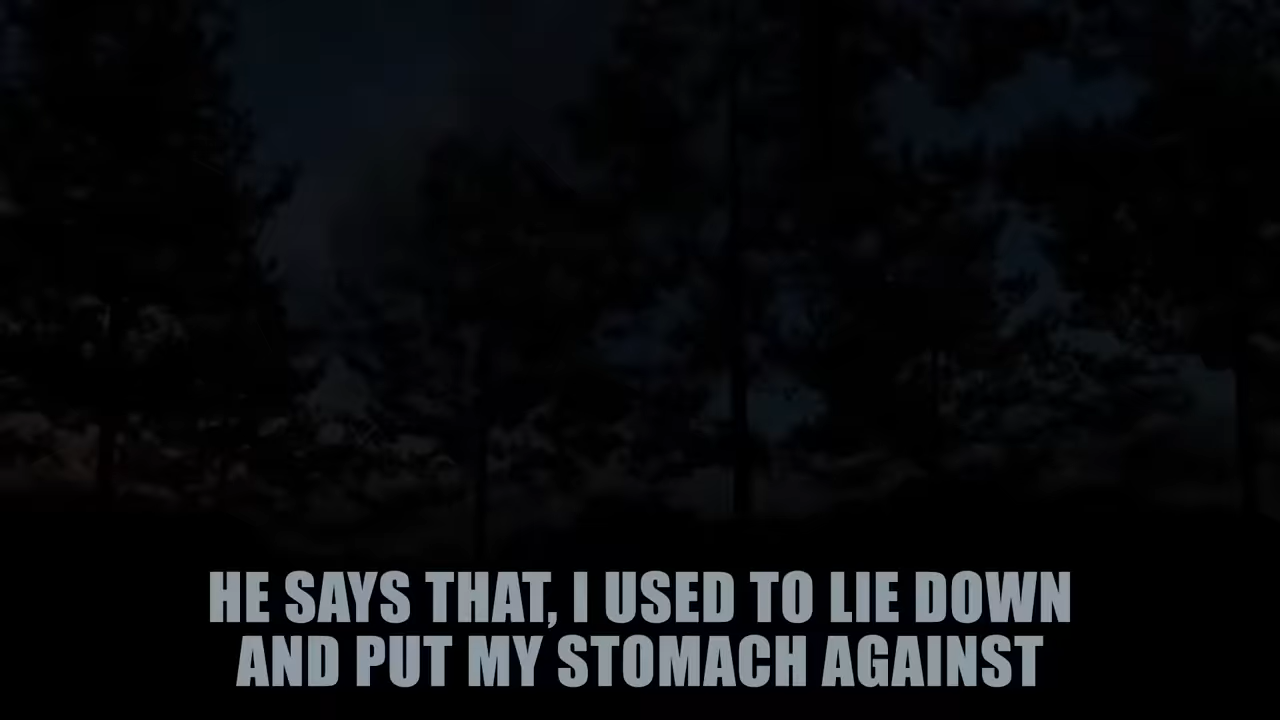 HE SAYS THAT, I USED TO LIE DOWN
AND PUT MY STOMACH AGAINST